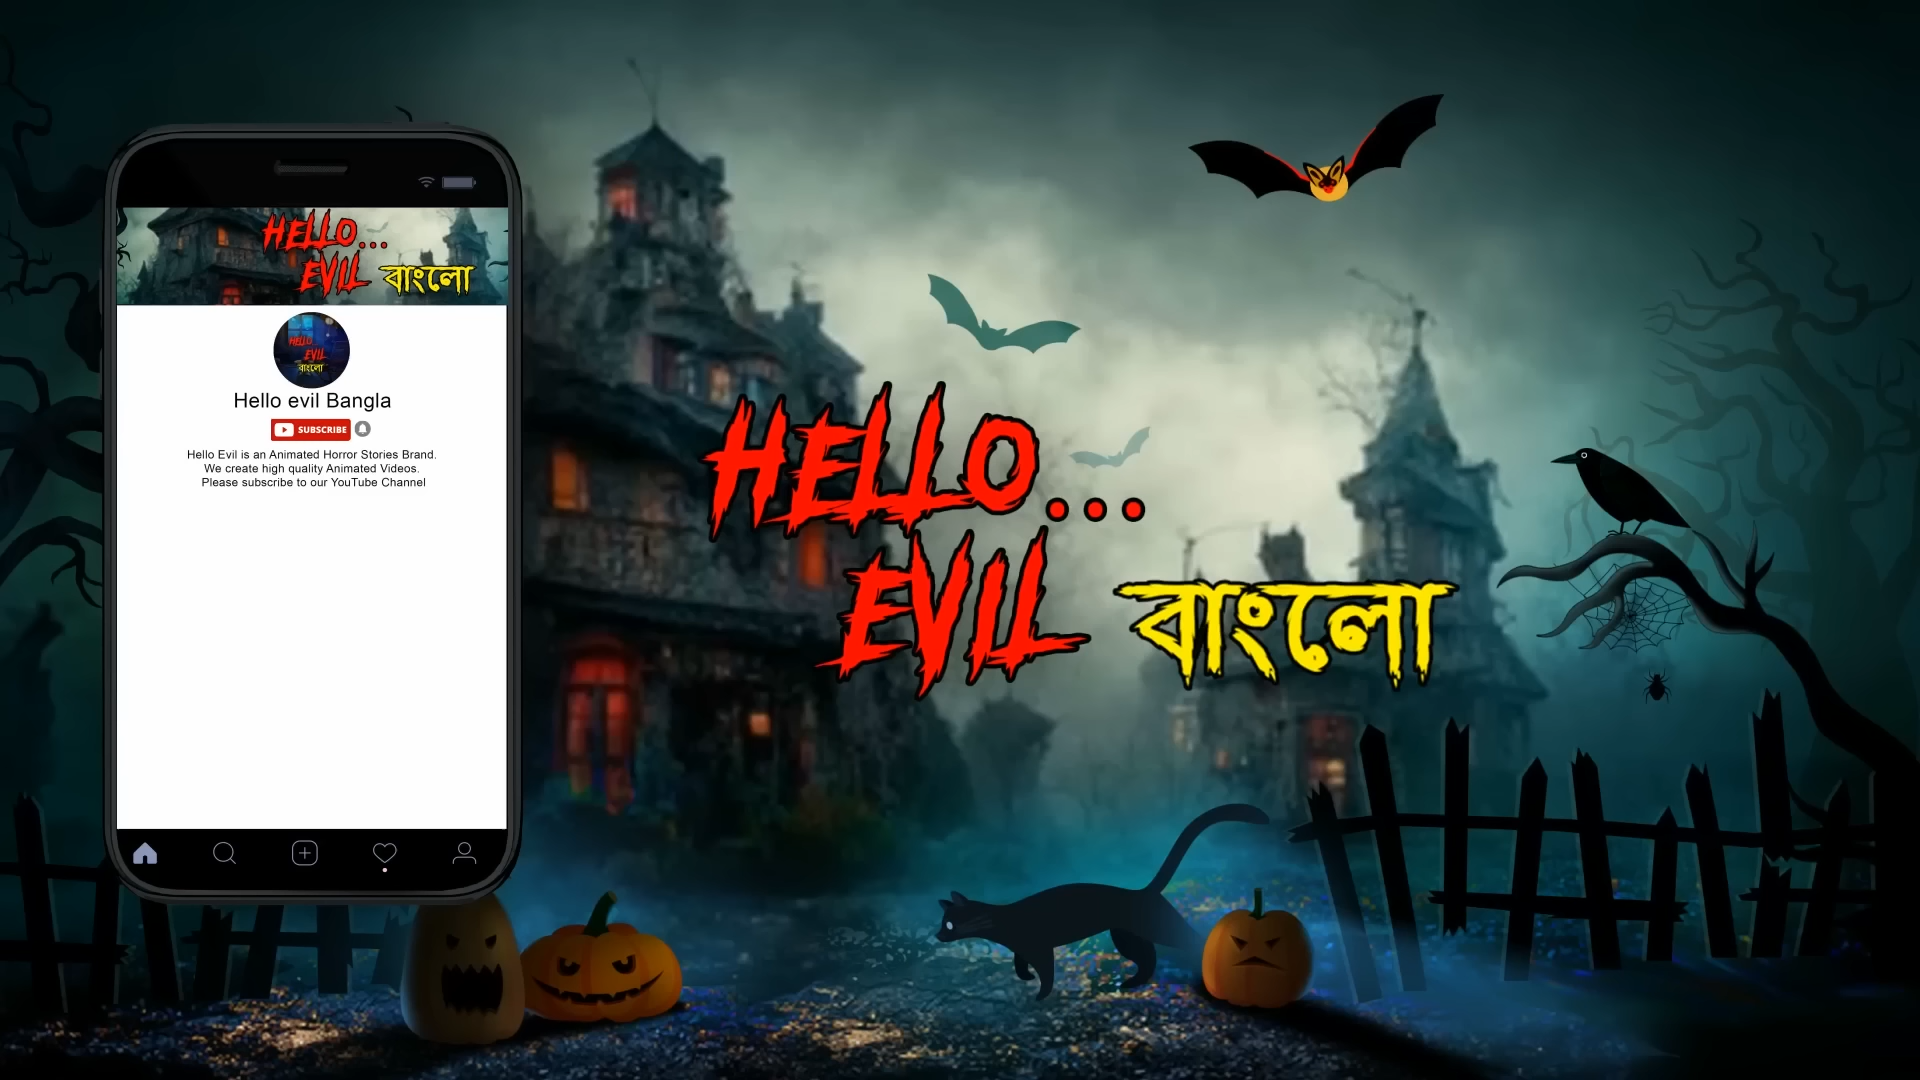 HELLO...
EVIL বাংলো
HELLO
EVIL
বাংলো
Hello evil Bangla
SUBSCRIBE
Hello Evil is an Animated Horror Stories Brand.
We create high quality Animated Videos.
Please subscribe to our YouTube Channel
HELLO...
EVIL বাংলো